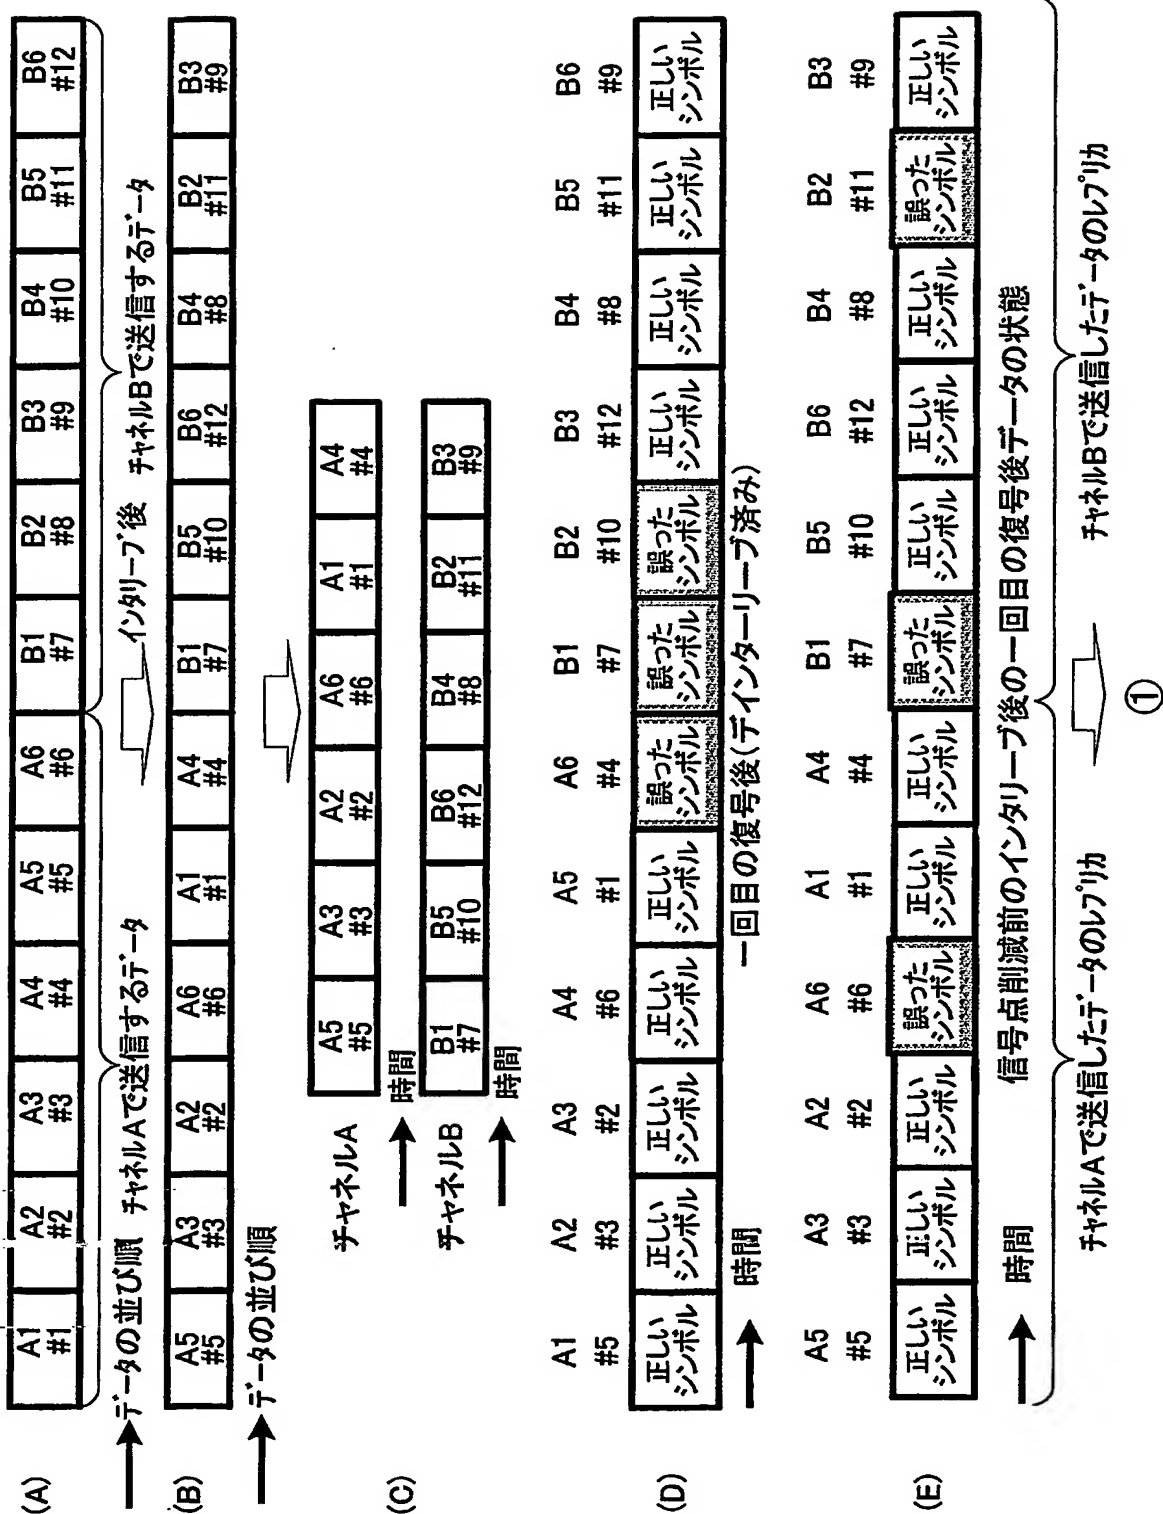 (A)
A1 A2 A3 A4 A5 A6 B1 B2 B3 B4 B5 B6
#1 #2 #3 #4 #5 #6 #7 #8 #9 #10 #11 #12
データの並び順 チャネルAで送信するデータ インタリーブ後 チャネルBで送信するデータ
(B)
A5 A3 A2 A6 A1 A4 B1 B5 B6 B4 B2 B3
#5 #3 #2 #6 #1 #4 #7 #10 #12 #8 #11 #9
データの並び順
(C)
チャネルA
A5 A3 A2 A6 A1 A4
#5 #3 #2 #6 #1 #4
時間
チャネルB
B1 B5 B6 B4 B2 B3
#7 #10 #12 #8 #11 #9
時間
(D)
A1 A2 A3 A4 A5 A6 B1 B2 B3 B4 B5 B6
#5 #3 #2 #6 #1 #4 #7 #10 #12 #8 #11 #9
正しい 正しい 正しい 正しい 正しい 誤った 誤った 誤った 正しい 正しい 正しい 正しい
シンボル シンボル シンボル シンボル シンボル シンボル シンボル シンボル シンボル シンボル シンボル シンボル
時間 一回目の復号後(ディンターリーブ済み)
(E)
A5 A3 A2 A6 A1 A4 B1 B5 B6 B4 B2 B3
#5 #3 #2 #6 #1 #4 #7 #10 #12 #8 #11 #9
正しい 正しい 正しい 誤った 正しい 正しい 誤った 正しい 正しい 正しい 誤った 正しい
シンボル シンボル シンボル シンボル シンボル シンボル シンボル シンボル シンボル シンボル シンボル シンボル
時間 信号点削減前のインタリーブ後の一回目の復号後データの状態
チャネルAで送信したデータのレプリカ チャネルBで送信したデータのレプリカ
①